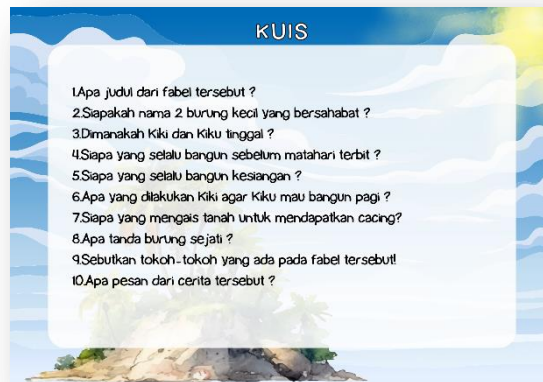 KUIS
1.Apa judul dari fabel tersebut ?
2.Siapakah nama 2 burung kecil yang bersahabat ?
3.Dimanakah Kiki dan Kiku tinggal ?
4.Siapa yang selalu bangun sebelum matahari terbit ?
5.Siapa yang selalu bangun kesiangan ?
6.Apa yang dilakukan Kiki agar Kiku mau bangun pagi ?
7.Siapa yang mengais tanah untuk mendapatkan cacing?
8.Apa tanda burung sejati ?
9.Sebutkan tokoh-tokoh yang ada pada fabel tersebut!
10.Apa pesan dari cerita tersebut ?